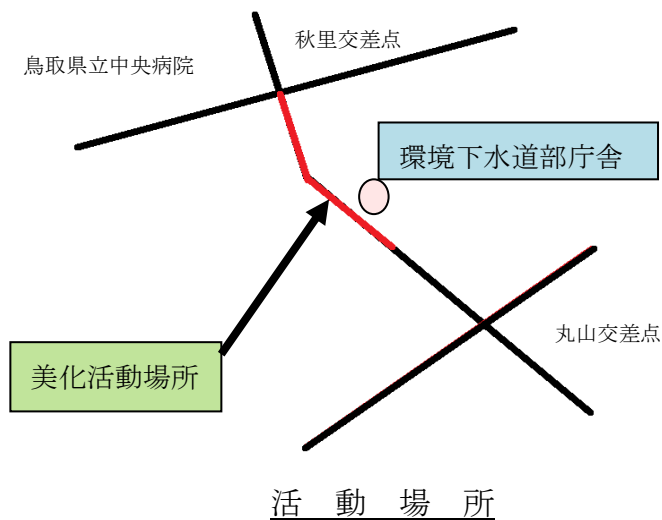 秋里交差点
鳥取県立中央病院
環境下水道部庁舎
丸山交差点
美化活動場所
活動場所